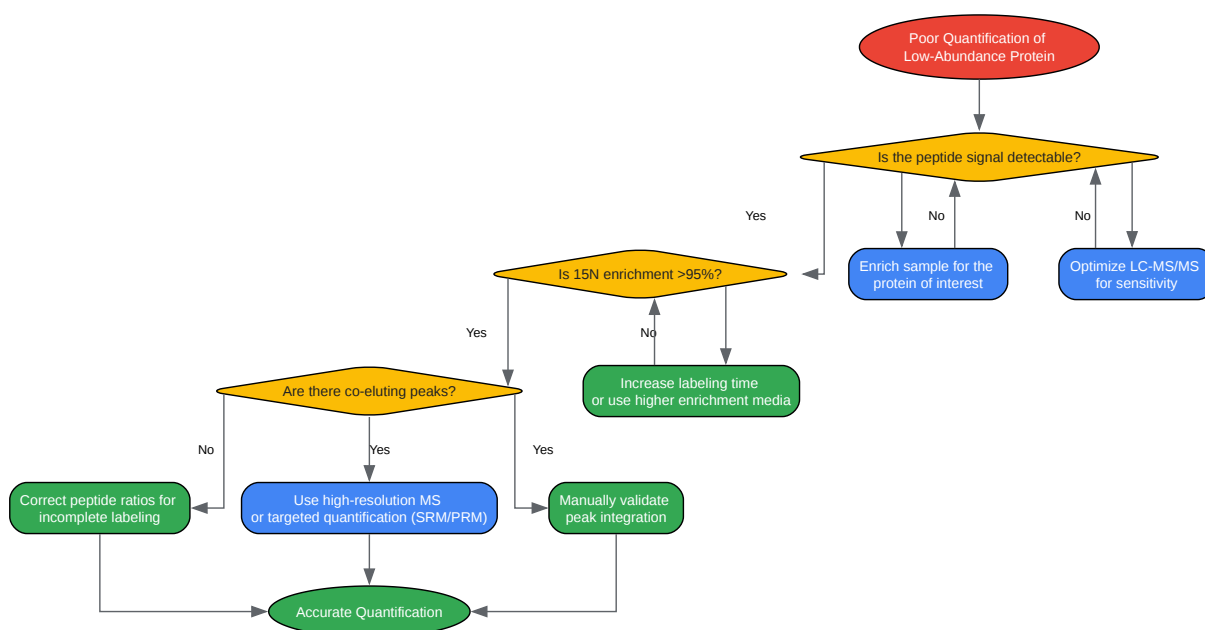 Poor Quantification of
Low-Abundance Protein
Is the peptide signal detectable?
Yes
No
No
Is 15N enrichment >95%?
Enrich sample for the
protein of interest
Optimize LC-MS/MS
for sensitivity
Yes
No
Are there co-eluting peaks?
Increase labeling time
or use higher enrichment media
No
Yes
Yes
Correct peptide ratios for
incomplete labeling
Use high-resolution MS
or targeted quantification (SRM/PRM)
Manually validate
peak integration
Accurate Quantification